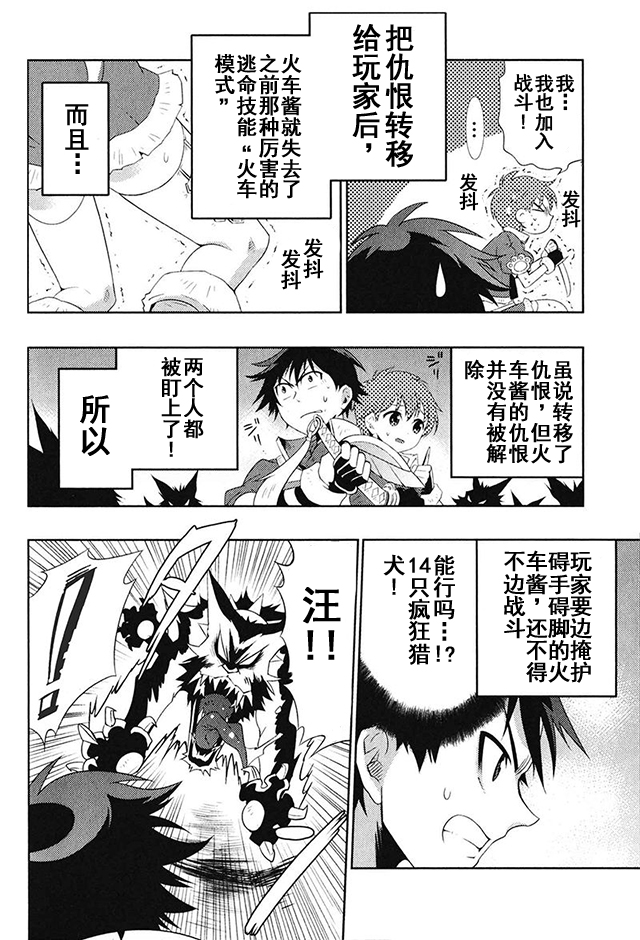 我…
我也加入
战斗！
…
发抖
发抖
把仇恨转移
给玩家后，
火车酱就失去了
之前那种厉害的
逃命技能“火车
模式”
而且…
发抖
发抖
虽说转移了
仇恨，但火
车酱的仇恨
并没有被解
除
两个人都
被盯上了！
所以
玩家要边掩护
碍手碍脚的火
车酱，还不得
不边战斗
能行吗…!?
14只疯狂猎
犬！
汪!!